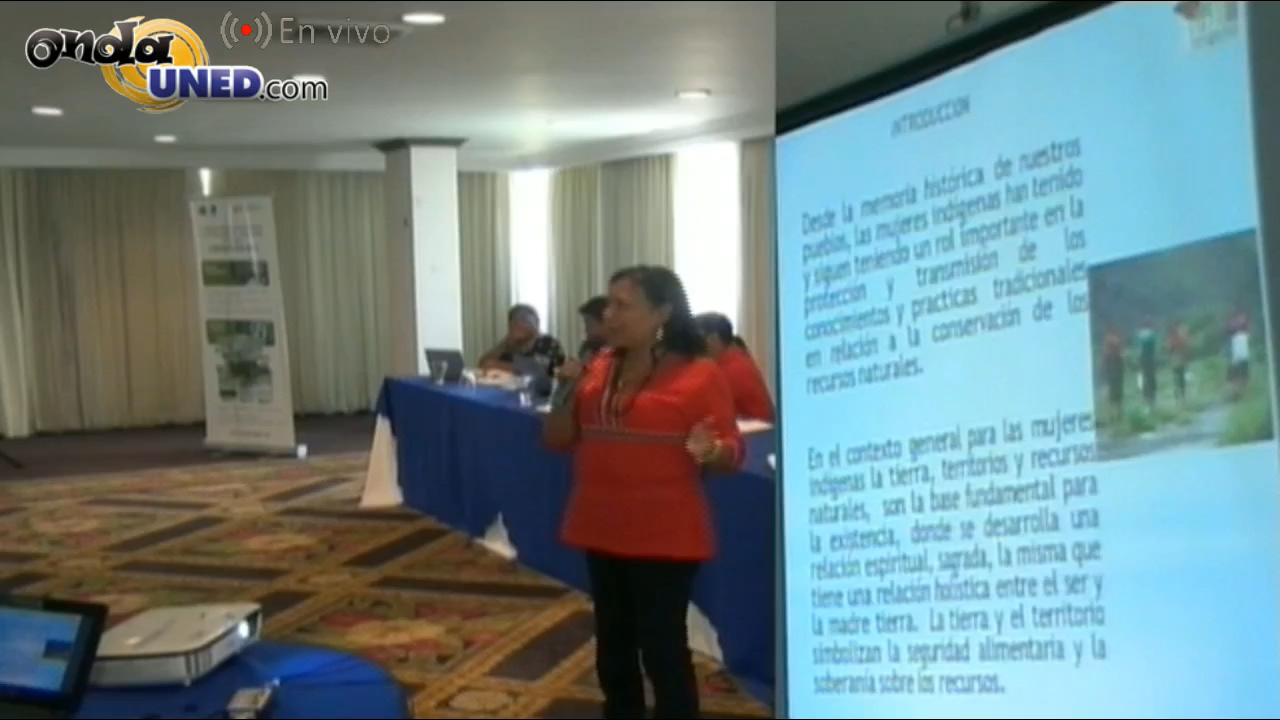 onda
UNED.com
En vivo
INTRODUCCION
Desde la memoria histórica de nuestros
pueblos, las mujeres indígenas han tenido
y siguen teniendo un rol importante en la
protección y transmisión de los
conocimientos y practicas tradicionales
en relación a la conservación de los
recursos naturales.
En el contexto general para las mujeres
indígenas la tierra, territorios y recursos
naturales, son la base fundamental para
la existencia, donde se desarrolla una
relación espiritual, sagrada, la misma que
tiene una relación holística entre el ser y
la madre tierra. La tierra y el territorio
simbolizan la seguridad alimentaria y la
soberanía sobre los recursos.